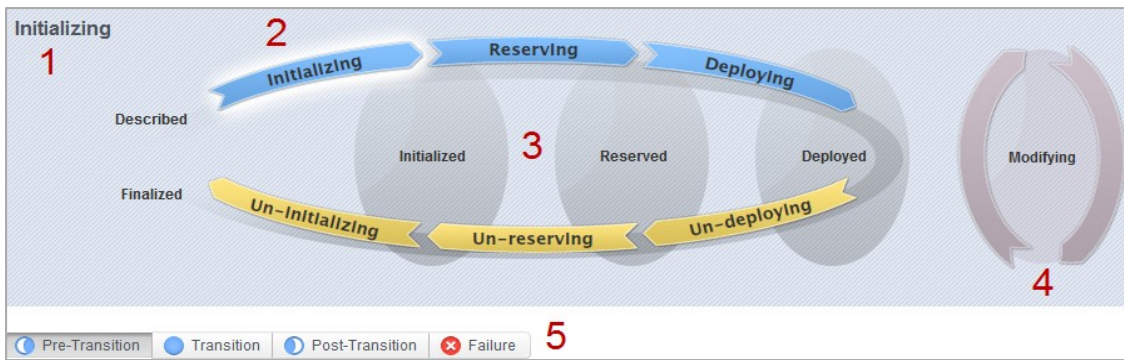 Initializing
1
2
Initializing
Reserving
Deploying
Described
Initialized
3
Reserved
Deployed
Modifying
Finalized
Un-initializing
Un-reserving
Un-deploying
4
Pre-Transition
Transition
Post-Transition
Failure
5